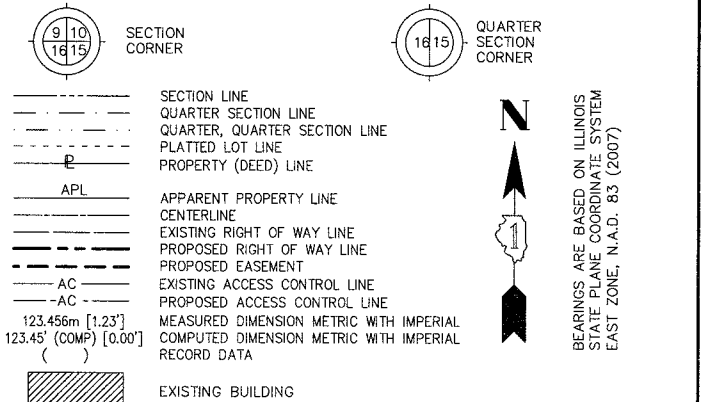 9 10
16 15
SECTION
CORNER
16 15
QUARTER
SECTION
CORNER
SECTION LINE
QUARTER SECTION LINE
QUARTER, QUARTER SECTION LINE
PLATTED LOT LINE
PL PROPERTY (DEED) LINE
APL APPARENT PROPERTY LINE
CENTERLINE
EXISTING RIGHT OF WAY LINE
PROPOSED RIGHT OF WAY LINE
PROPOSED EASEMENT
AC EXISTING ACCESS CONTROL LINE
AC PROPOSED ACCESS CONTROL LINE
123.456m [1.23'] MEASURED DIMENSION METRIC WITH IMPERIAL
123.45' (COMP) [0.00'] COMPUTED DIMENSION METRIC WITH IMPERIAL
( ) RECORD DATA
EXISTING BUILDING
N
1
BEARINGS ARE BASED ON ILLINOIS
STATE PLANE COORDINATE SYSTEM
EAST ZONE, N.A.D. 83 (2007)